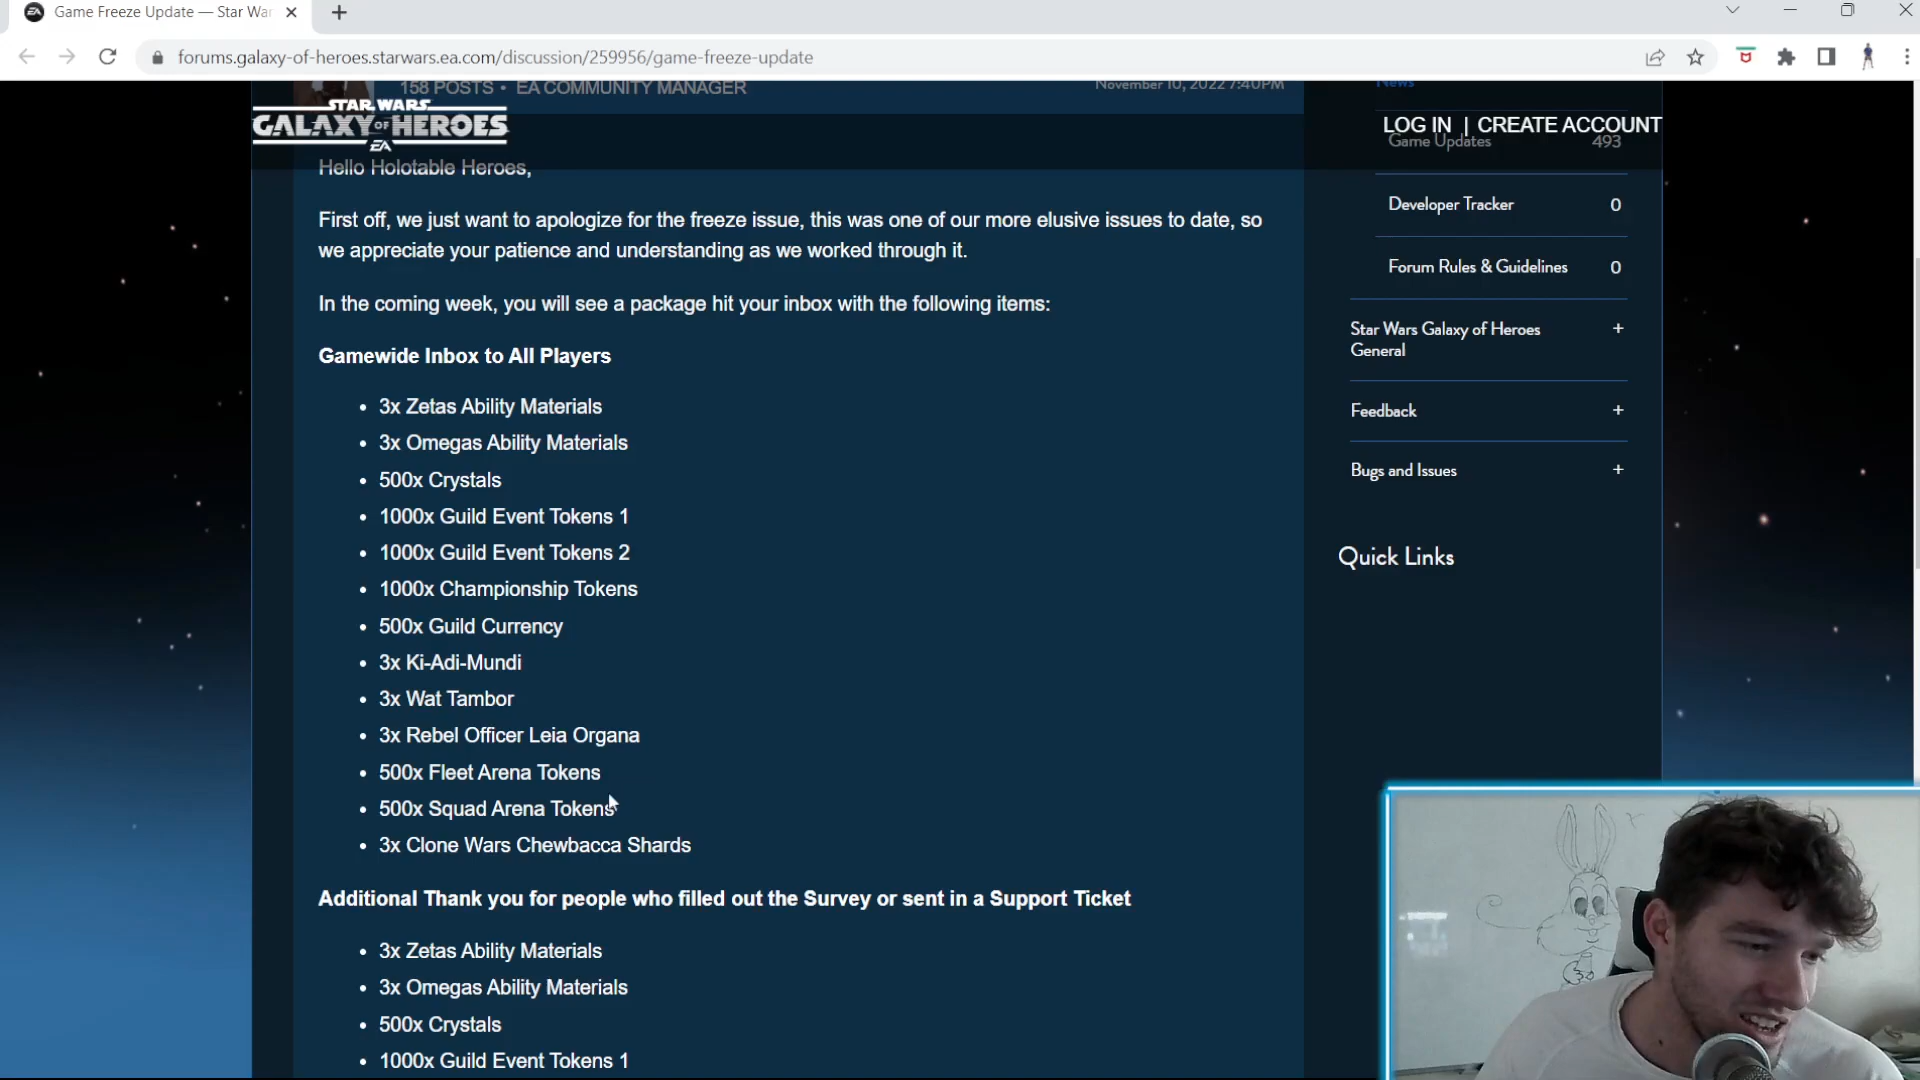 Game Freeze Update — Star War
forums.galaxy-of-heroes.starwars.ea.com/discussion/259956/game-freeze-update
158 POSTS • EA COMMUNITY MANAGER
November 10, 2022 7:40PM
News
STAR WARS
GALAXY OF HEROES
EA
LOG IN | CREATE ACCOUNT
Game Updates 493
Hello Holotable Heroes,
First off, we just want to apologize for the freeze issue, this was one of our more elusive issues to date, so
we appreciate your patience and understanding as we worked through it.
In the coming week, you will see a package hit your inbox with the following items:
Gamewide Inbox to All Players
• 3x Zetas Ability Materials
• 3x Omegas Ability Materials
• 500x Crystals
• 1000x Guild Event Tokens 1
• 1000x Guild Event Tokens 2
• 1000x Championship Tokens
• 500x Guild Currency
• 3x Ki-Adi-Mundi
• 3x Wat Tambor
• 3x Rebel Officer Leia Organa
• 500x Fleet Arena Tokens
• 500x Squad Arena Tokens
• 3x Clone Wars Chewbacca Shards
Additional Thank you for people who filled out the Survey or sent in a Support Ticket
• 3x Zetas Ability Materials
• 3x Omegas Ability Materials
• 500x Crystals
• 1000x Guild Event Tokens 1
Developer Tracker 0
Forum Rules & Guidelines 0
Star Wars Galaxy of Heroes +
General
Feedback +
Bugs and Issues +
Quick Links